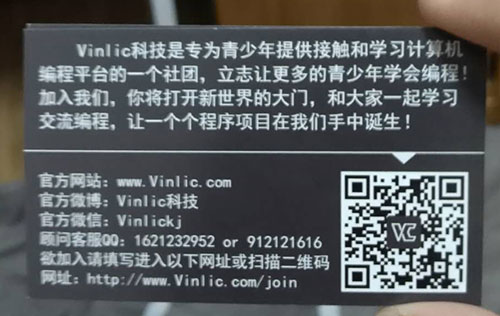 Vinlic科技是专为青少年提供接触和学习计算机
编程平台的一个社团，立志让更多的青少年学会编程！
加入我们，你将打开新世界的大门，和大家一起学习
交流编程，让一个个程序项目在我们手中诞生！
官方网站：www.Vinlic.com
官方微博：Vinlic科技
官方微信：Vinlickj
顾问客服QQ：1621232952 or 912121616
欲加入请填写进入以下网址或扫描二维码
网址：http://www.Vinlic.com/join
VC